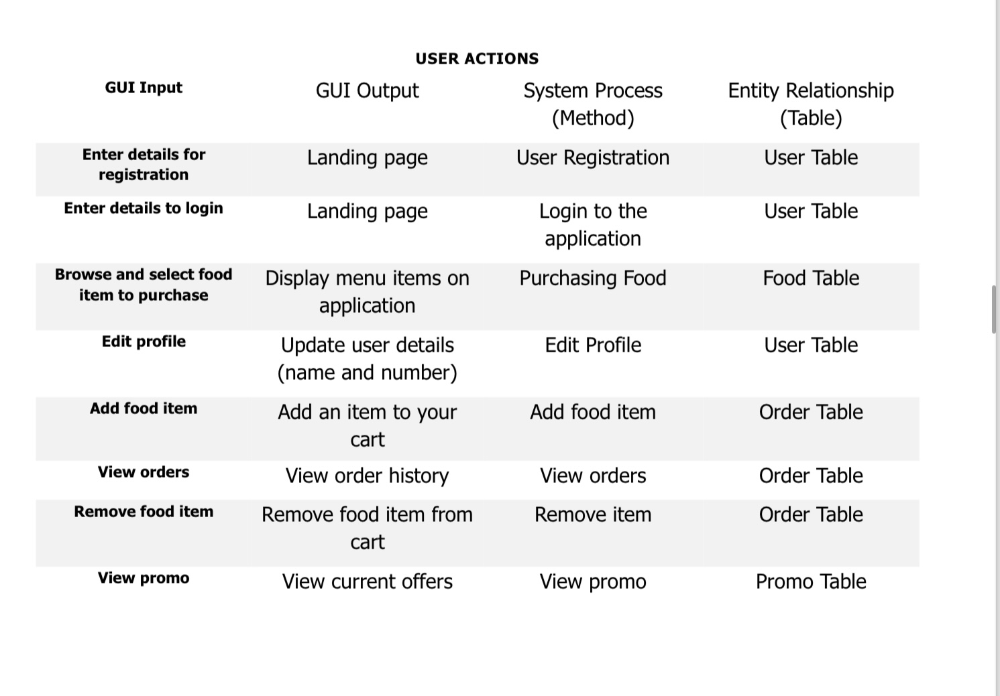 USER ACTIONS
GUI Input
GUI Output
System Process
(Method)
Entity Relationship
(Table)
Enter details for
registration
Landing page
User Registration
User Table
Enter details to login
Landing page
Login to the
application
User Table
Browse and select food
item to purchase
Display menu items on
application
Purchasing Food
Food Table
Edit profile
Update user details
(name and number)
Edit Profile
User Table
Add food item
Add an item to your
cart
Add food item
Order Table
View orders
View order history
View orders
Order Table
Remove food item
Remove food item from
cart
Remove item
Order Table
View promo
View current offers
View promo
Promo Table